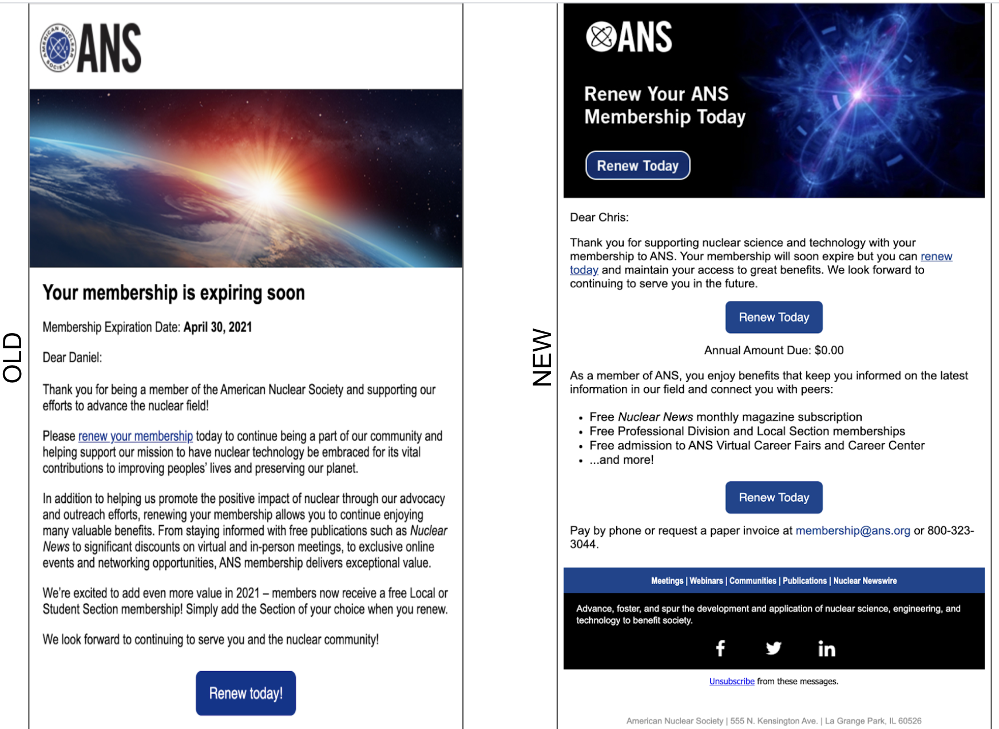 OLD
AMERICAN NUCLEAR SOCIETY
ANS
Your membership is expiring soon
Membership Expiration Date: April 30, 2021
Dear Daniel:
Thank you for being a member of the American Nuclear Society and supporting our
efforts to advance the nuclear field!
Please renew your membership today to continue being a part of our community and
helping support our mission to have nuclear technology be embraced for its vital
contributions to improving peoples’ lives and preserving our planet.
In addition to helping us promote the positive impact of nuclear through our advocacy
and outreach efforts, renewing your membership allows you to continue enjoying
many valuable benefits. From staying informed with free publications such as Nuclear
News to significant discounts on virtual and in-person meetings, to exclusive online
events and networking opportunities, ANS membership delivers exceptional value.
We’re excited to add even more value in 2021 – members now receive a free Local or
Student Section membership! Simply add the Section of your choice when you renew.
We look forward to continuing to serve you and the nuclear community!
Renew today!
NEW
ANS
Renew Your ANS
Membership Today
Renew Today
Dear Chris:
Thank you for supporting nuclear science and technology with your
membership to ANS. Your membership will soon expire but you can renew
today and maintain your access to great benefits. We look forward to
continuing to serve you in the future.
Renew Today
Annual Amount Due: $0.00
As a member of ANS, you enjoy benefits that keep you informed on the latest
information in our field and connect you with peers:
• Free Nuclear News monthly magazine subscription
• Free Professional Division and Local Section memberships
• Free admission to ANS Virtual Career Fairs and Career Center
• ...and more!
Renew Today
Pay by phone or request a paper invoice at membership@ans.org or 800-323-
3044.
Meetings | Webinars | Communities | Publications | Nuclear Newswire
Advance, foster, and spur the development and application of nuclear science, engineering, and
technology to benefit society.
f in
Unsubscribe from these messages.
American Nuclear Society | 555 N. Kensington Ave. | La Grange Park, IL 60526